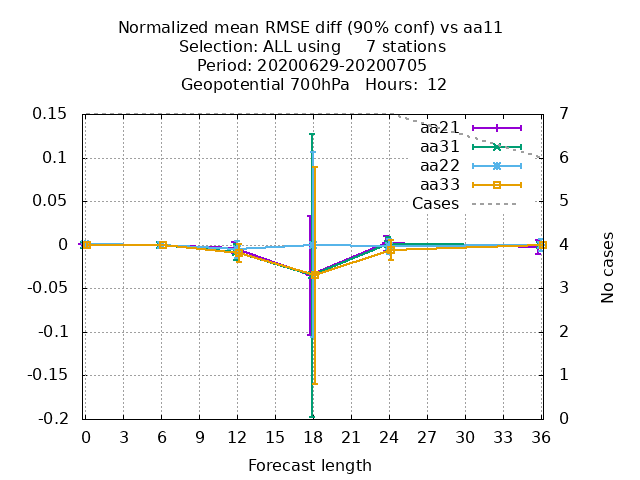 Normalized mean RMSE diff (90% conf) vs aa11
Selection: ALL using     7 stations
Period: 20200629-20200705
Geopotential 700hPa   Hours:  12
0.15
0.1
0.05
0
-0.05
-0.1
-0.15
-0.2
aa21
aa31
aa22
aa33
Cases
7
6
5
4
3
2
1
0
No cases
0 3 6 9 12 15 18 21 24 27 30 33 36
Forecast length